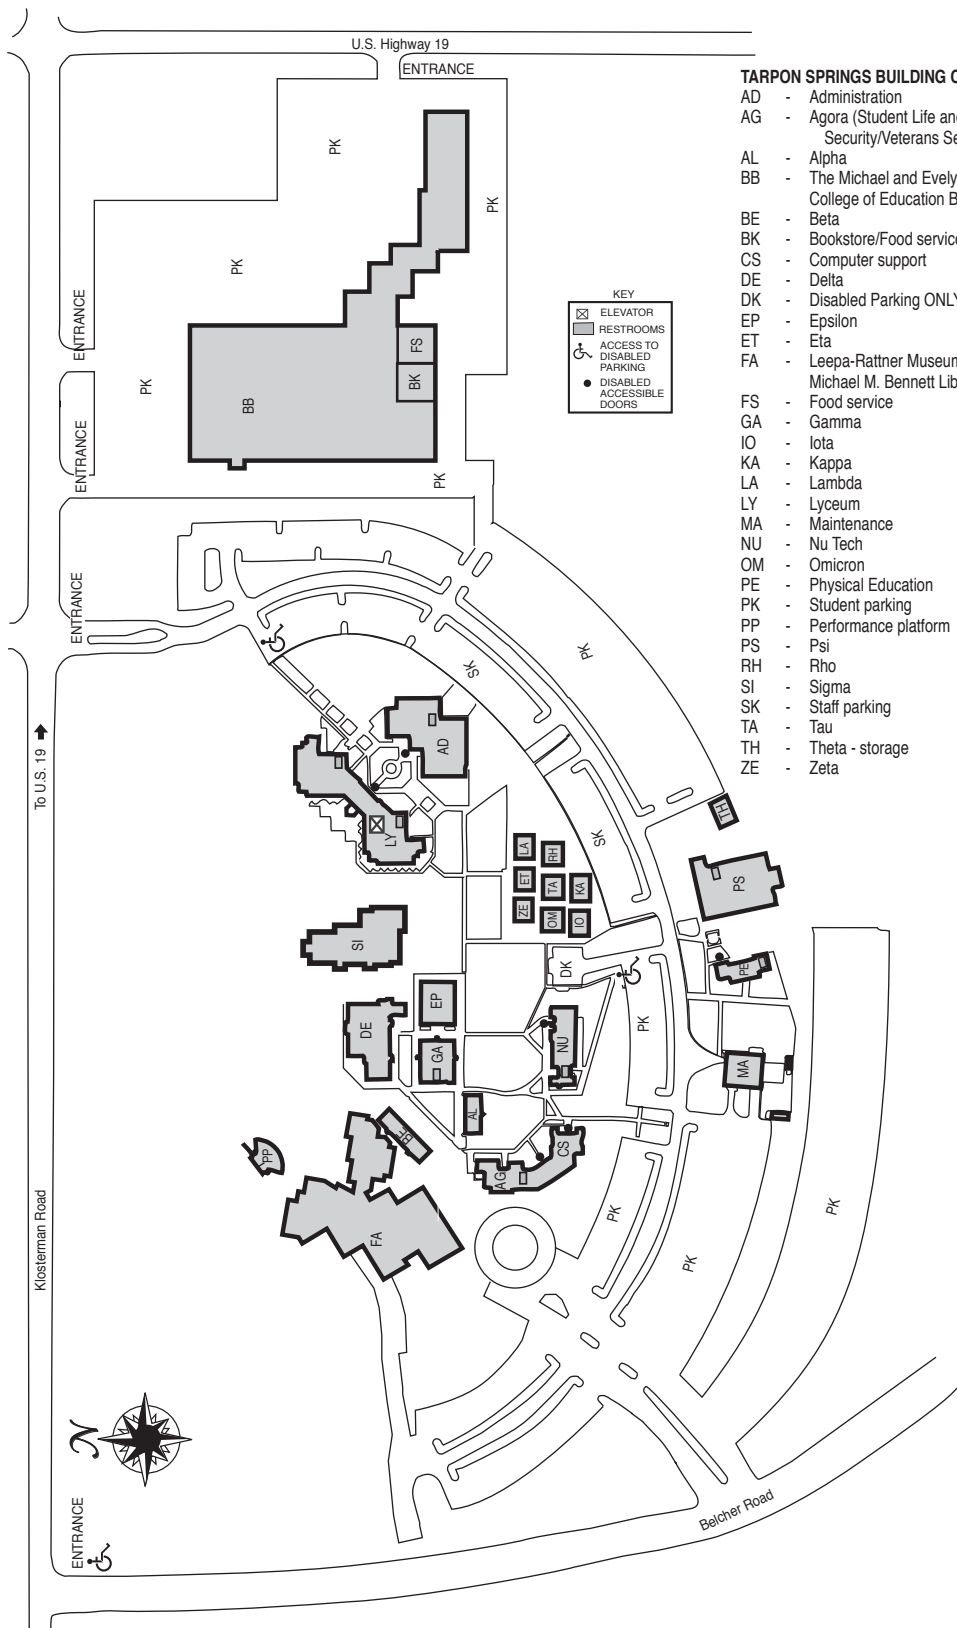 U.S. Highway 19
ENTRANCE
TARPON SPRINGS BUILDING
AD - Administration
AG - Agora (Student Life and
Security/Veterans
AL - Alpha
BB - The Michael and
College of Education
BE - Beta
BK - Bookstore/Food service
CS - Computer support
DE - Delta
DK - Disabled Parking ONLY
EP - Epsilon
ET - Eta
FA - Leepa-Rattner Museum
Michael M. Bennett
FS - Food service
GA - Gamma
IO - Iota
KA - Kappa
LA - Lambda
LY - Lyceum
MA - Maintenance
NU - Nu Tech
OM - Omicron
PE - Physical Education
PK - Student parking
PP - Performance platform
PS - Psi
RH - Rho
SI - Sigma
SK - Staff parking
TA - Tau
TH - Theta - storage
ZE - Zeta
KEY
ELEVATOR
RESTROOMS
ACCESS TO
DISABLED
PARKING
DISABLED
ACCESSIBLE
DOORS
PK
PK
PK
PK
PK
ENTRANCE
ENTRANCE
ENTRANCE
BB
FS
BK
SK
PK
AD
LY
To U.S. 19
SK
TH
LA
RH
ET
TA
KA
ZE
OM
IO
PS
SI
DK
PE
EP
DE
GA
NU
PK
MA
AL
BE
PP
CS
AG
FA
PK
PK
PK
Klosterman Road
N
ENTRANCE
Belcher Road